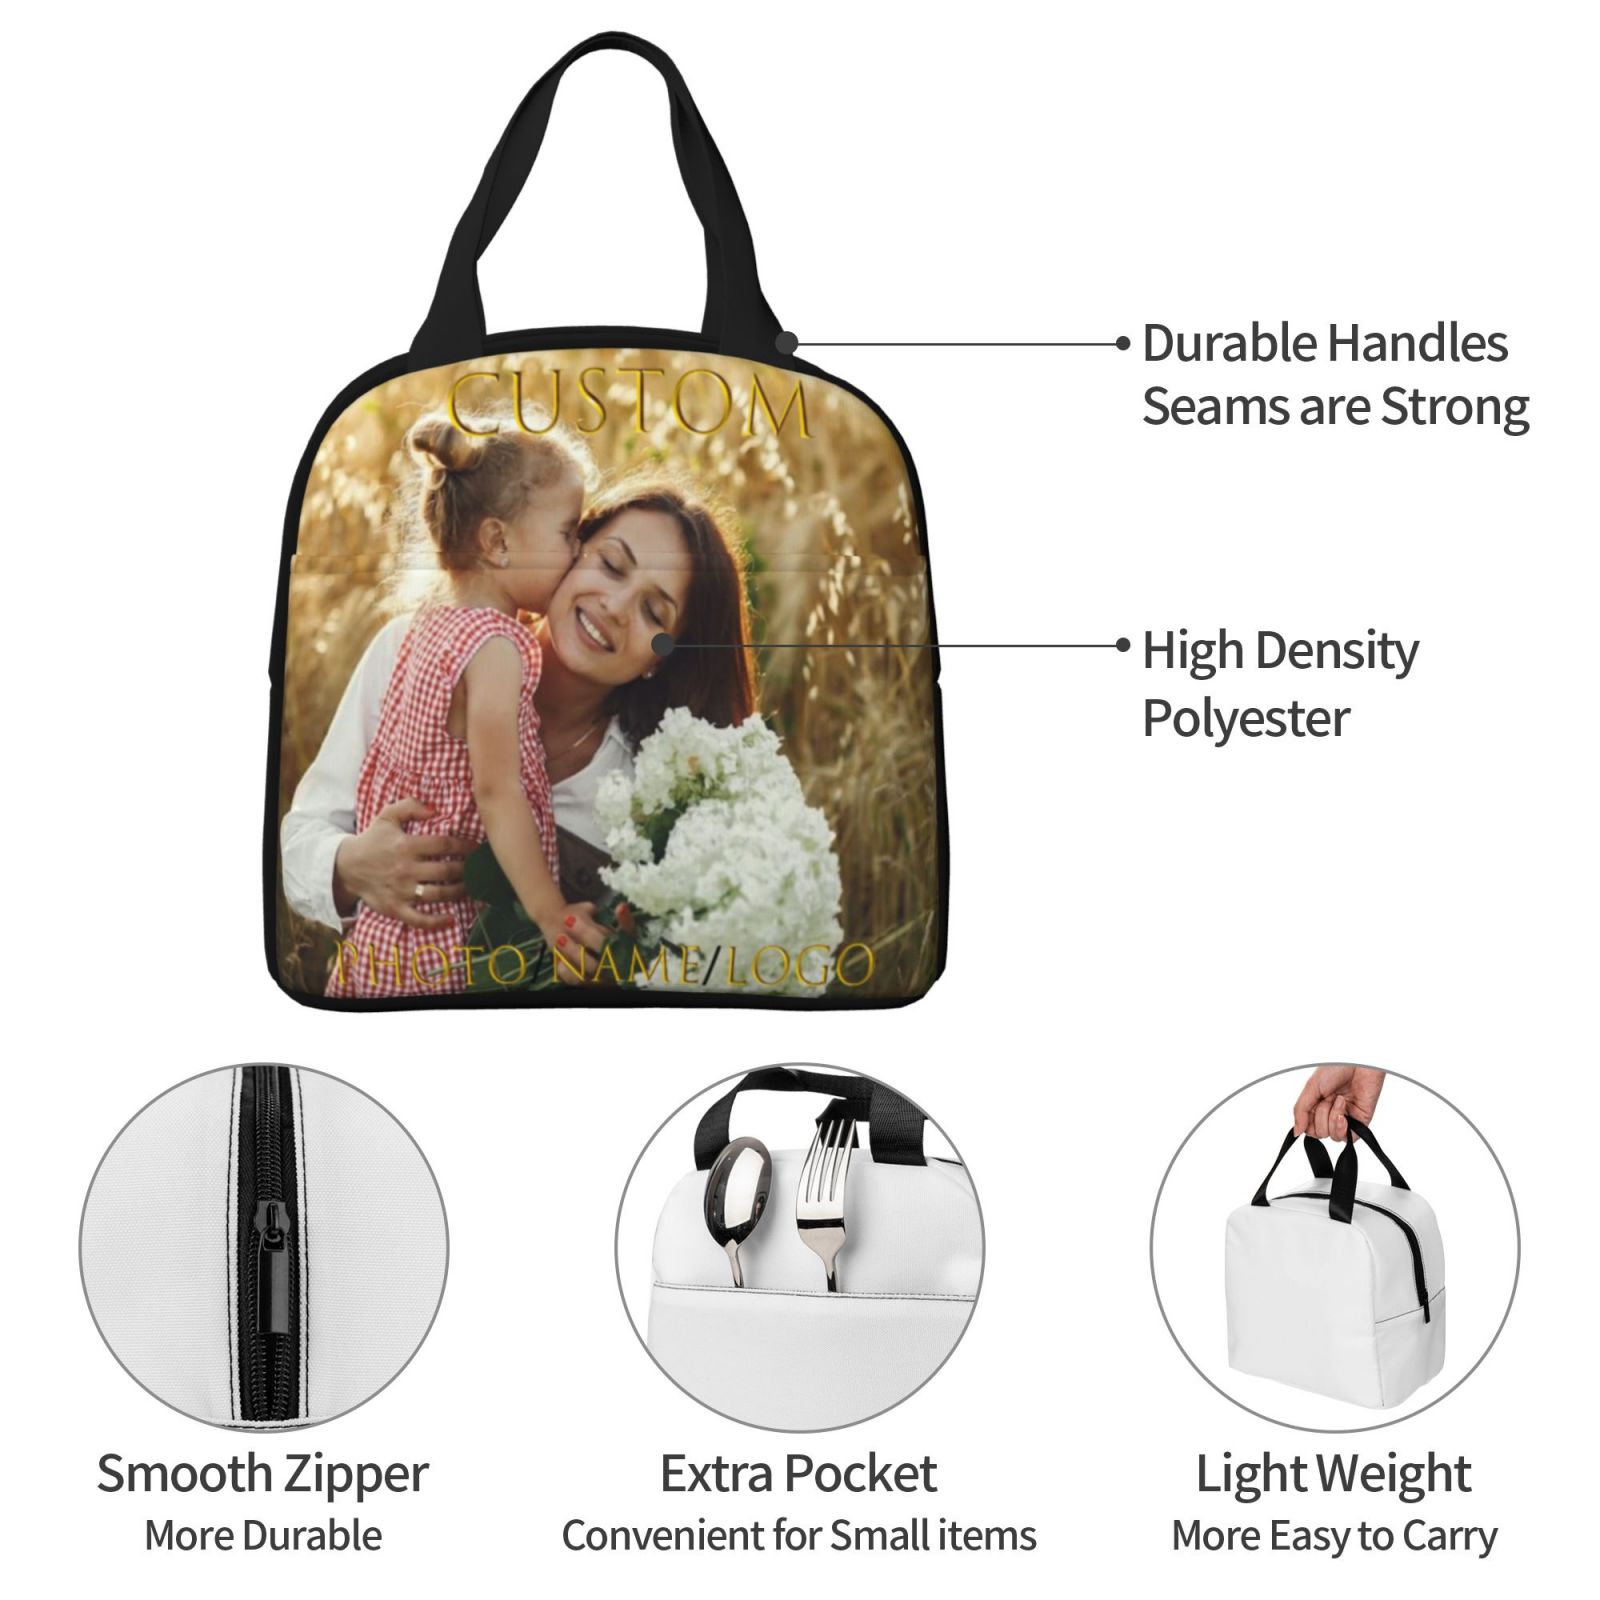 CUSTOM
PHOTO/NAME/LOGO
Durable Handles
Seams are Strong
High Density
Polyester
Smooth Zipper
More Durable
Extra Pocket
Convenient for Small items
Light Weight
More Easy to Carry